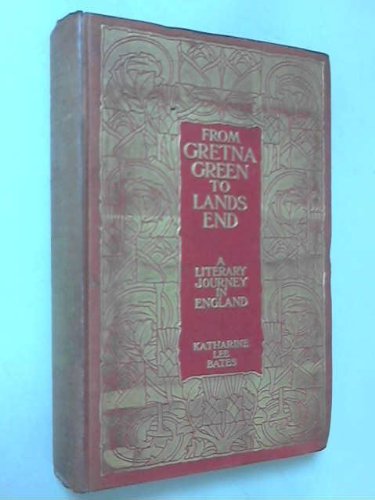 FROM
GRETNA
GREEN
TO
LANDS
END
A
LITERARY
JOURNEY
IN
ENGLAND
KATHARINE
LEE
BATES